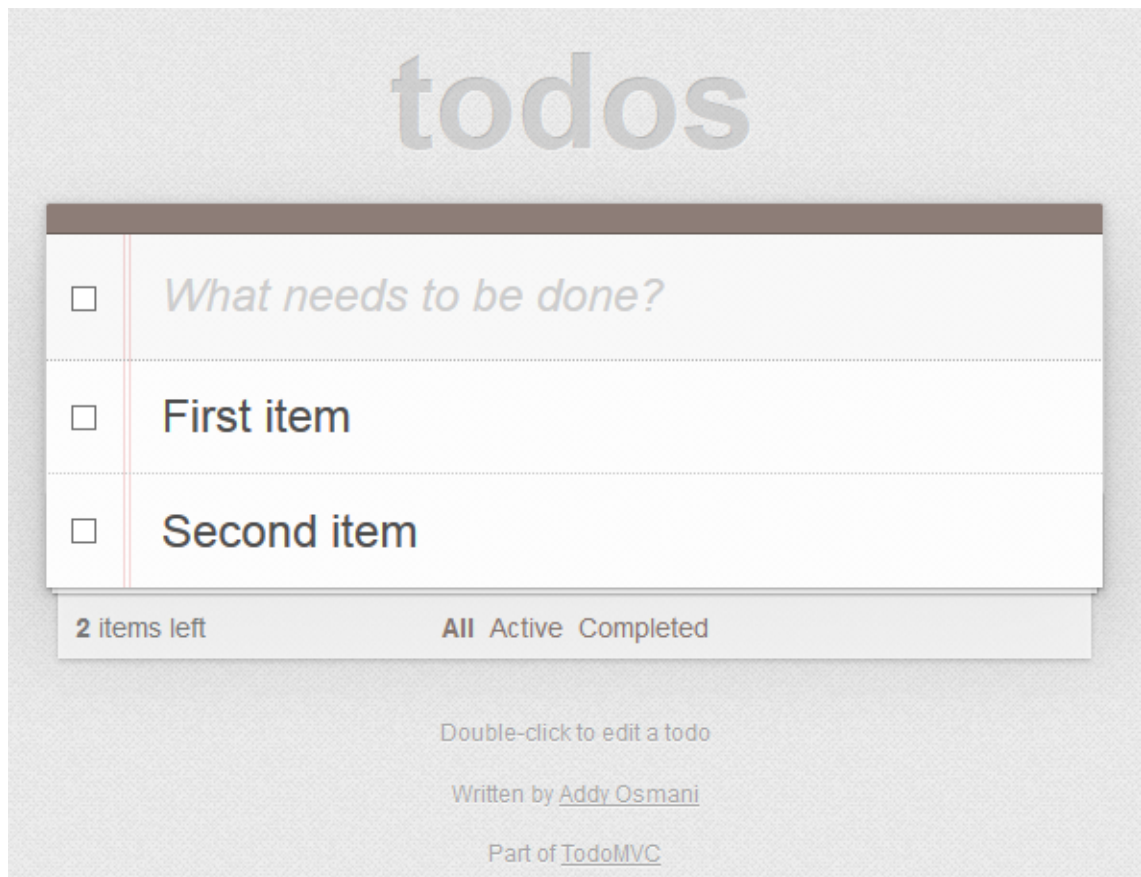 todos
What needs to be done?
First item
Second item
2 items left All Active Completed
Double-click to edit a todo
Written by Addy Osmani
Part of TodoMVC